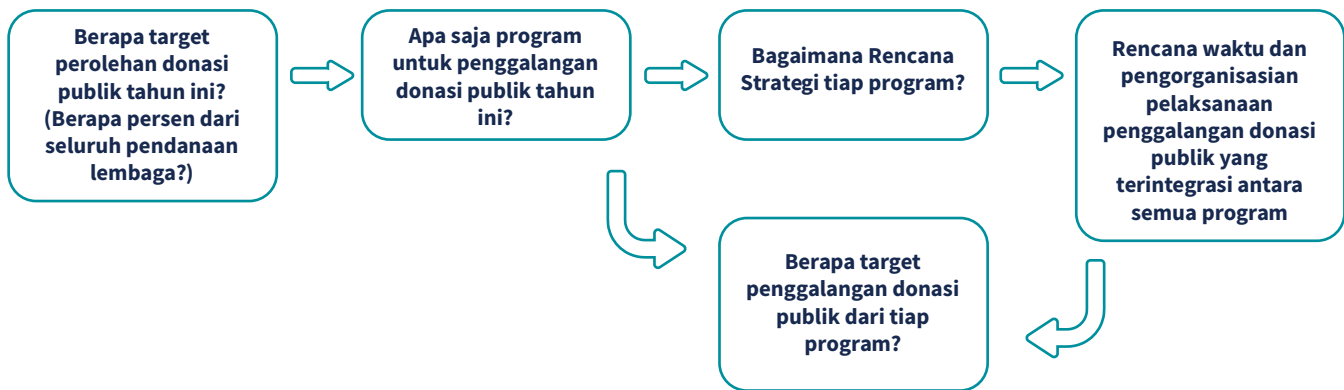 Berapa target
perolehan donasi
publik tahun ini?
(Berapa persen dari
seluruh pendanaan
lembaga?)
Apa saja program
untuk penggalangan
donasi publik tahun
ini?
Bagaimana Rencana
Strategi tiap program?
Rencana waktu dan
pengorganisasian
pelaksanaan
penggalangan donasi
publik yang
terintegrasi antara
semua program
Berapa target
penggalangan donasi
publik dari tiap
program?